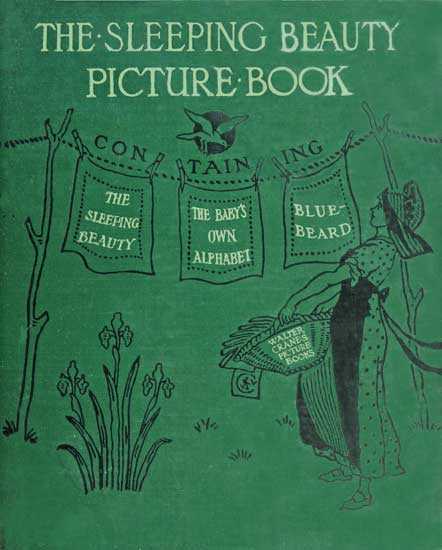 THE·SLEEPING BEAUTY
PICTURE·BOOK
CON
TAIN
ING
THE
SLEEPING
BEAUTY
THE BABY'S
OWN
ALPHABET
BLUE-
BEARD
WALTER
CRANE'S
PICTURE
BOOKS